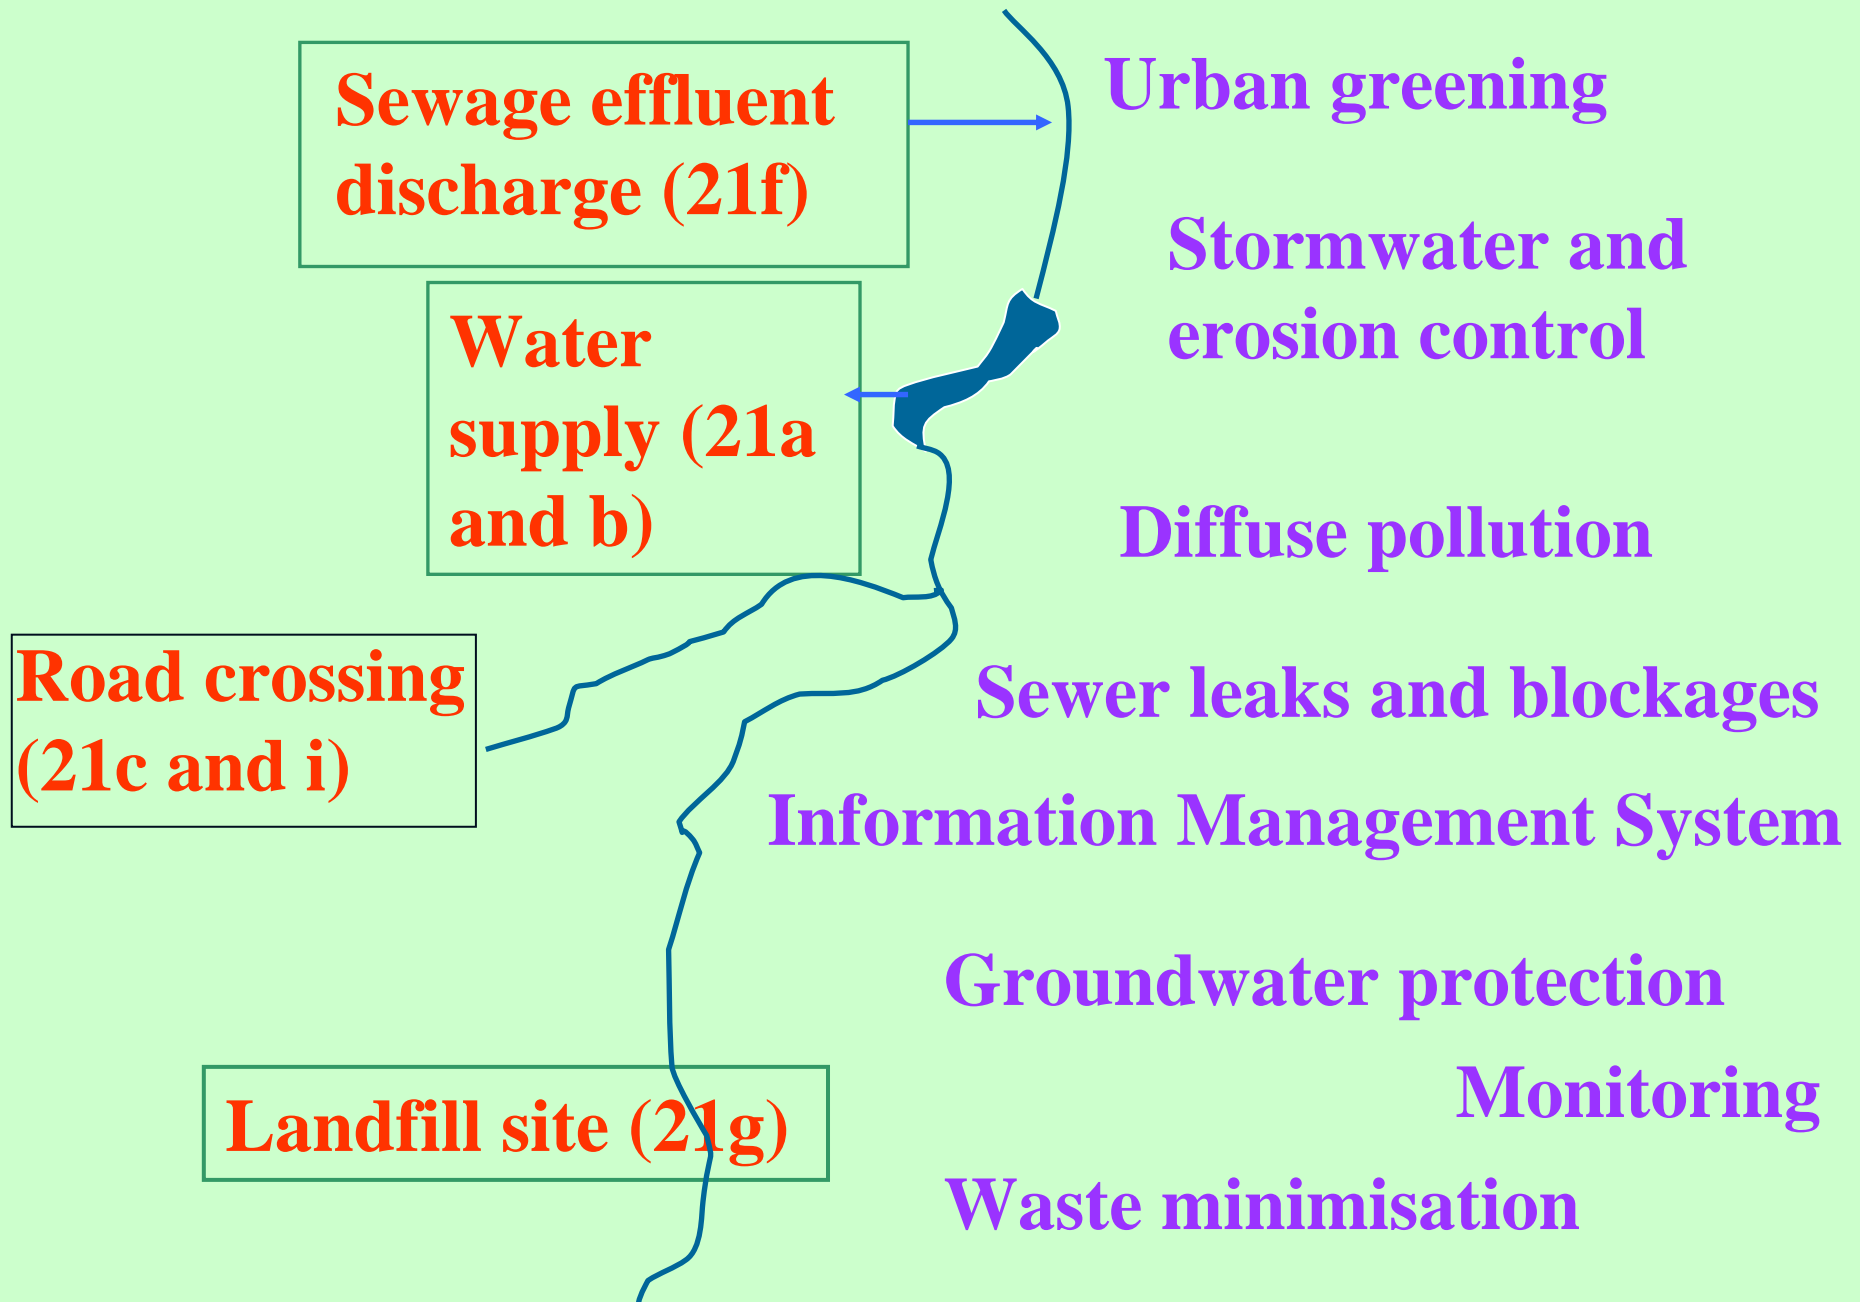 Sewage effluent
discharge (21f)
Water
supply (21a
and b)
Road crossing
(21c and i)
Landfill site (21g)
Urban greening
Stormwater and
erosion control
Diffuse pollution
Sewer leaks and blockages
Information Management System
Groundwater protection
Monitoring
Waste minimisation